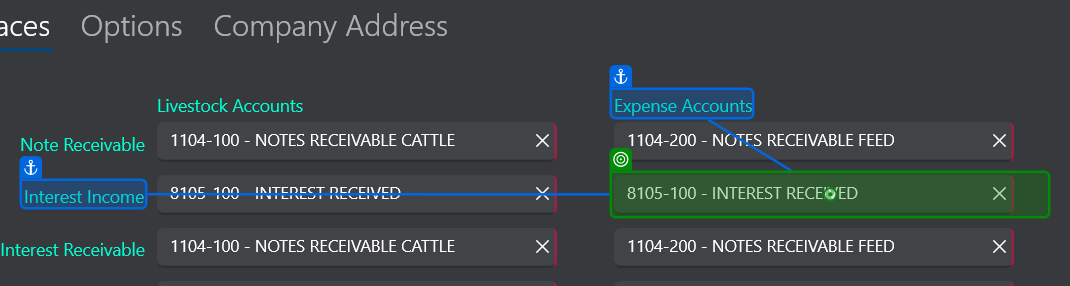 Options Company Address
Livestock Accounts Expense Accounts
Note Receivable 1104-100 - NOTES RECEIVABLE CATTLE 1104-200 - NOTES RECEIVABLE FEED
Interest Income 8105-100 - INTEREST RECEIVED 8105-100 - INTEREST RECEIVED
Interest Receivable 1104-100 - NOTES RECEIVABLE CATTLE 1104-200 - NOTES RECEIVABLE FEED